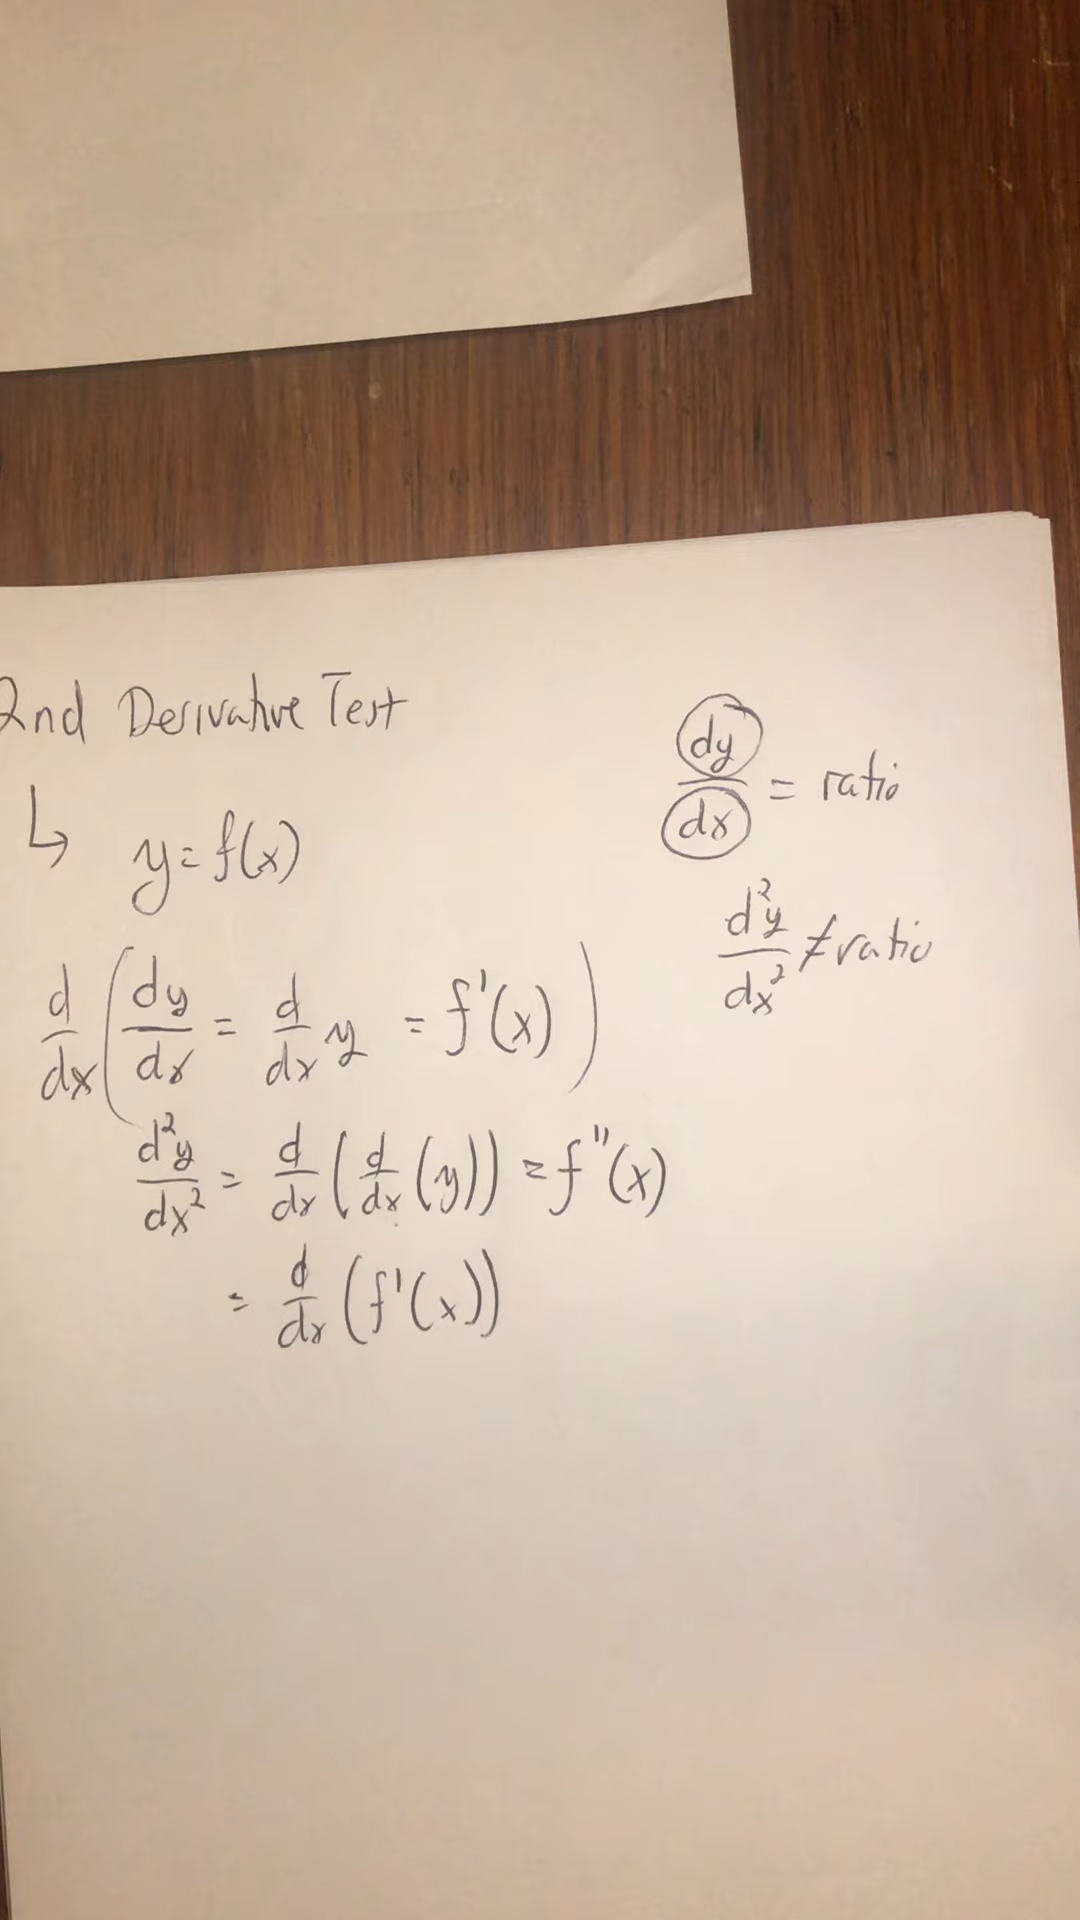 2nd Derivative Test
↳ y = f(x)
d/dx (dy/dx = d/dx y = f'(x))
d²y/dx² = d/dx (d/dx (y)) = f''(x)
= d/dx (f'(x))
dy/dx = ratio
d²y/dx² ≠ ratio